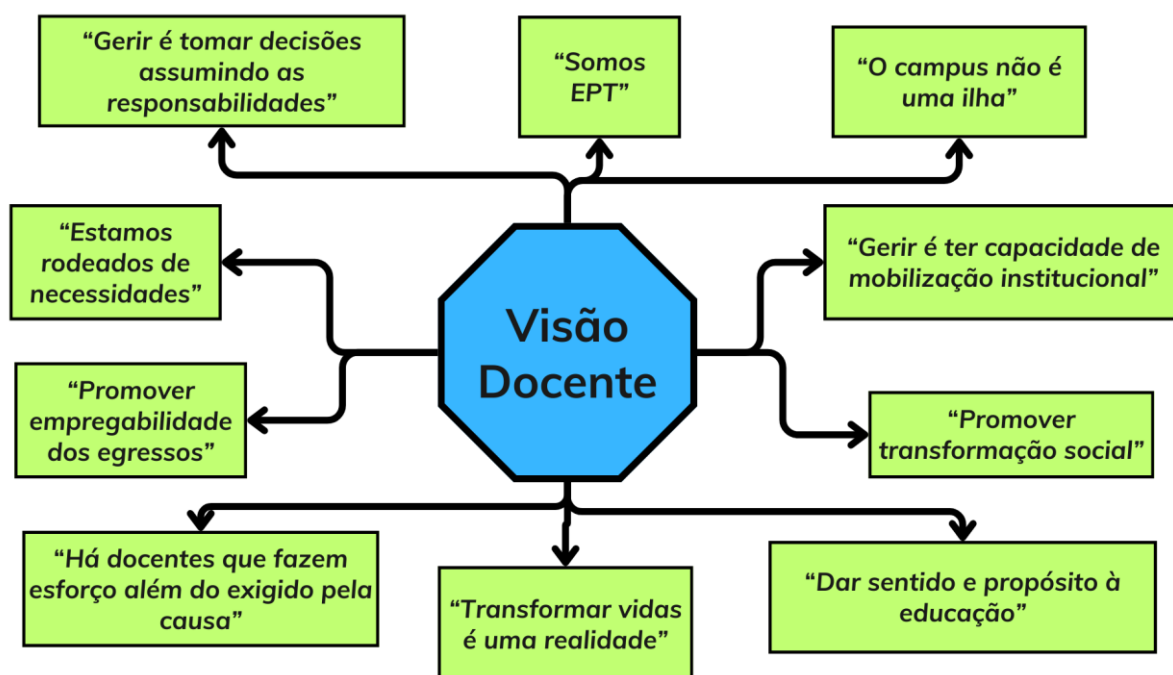 “Gerir é tomar decisões
assumindo as
responsabilidades”
“Somos
EPT”
“O campus não é
uma ilha”
“Estamos
rodeados de
necessidades”
“Gerir é ter capacidade de
mobilização institucional”
Visão
Docente
“Promover
empregabilidade
dos egressos”
“Promover
transformação social”
“Há docentes que fazem
esforço além do exigido pela
causa”
“Transformar vidas
é uma realidade”
“Dar sentido e propósito à
educação”